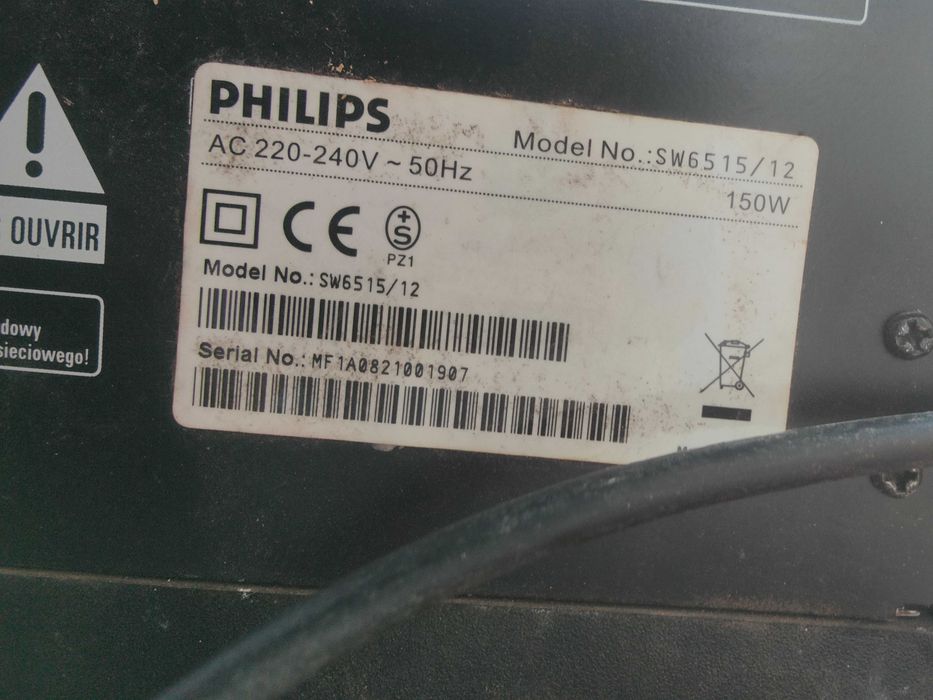 PHILIPS
Model No.:SW6515/12
AC 220-240V ~ 50Hz
150W
CE
+S
PZ1
Model No.:SW6515/12
Serial No.: MF1A0821001907
OUVRIR
dowy
sieciowego!